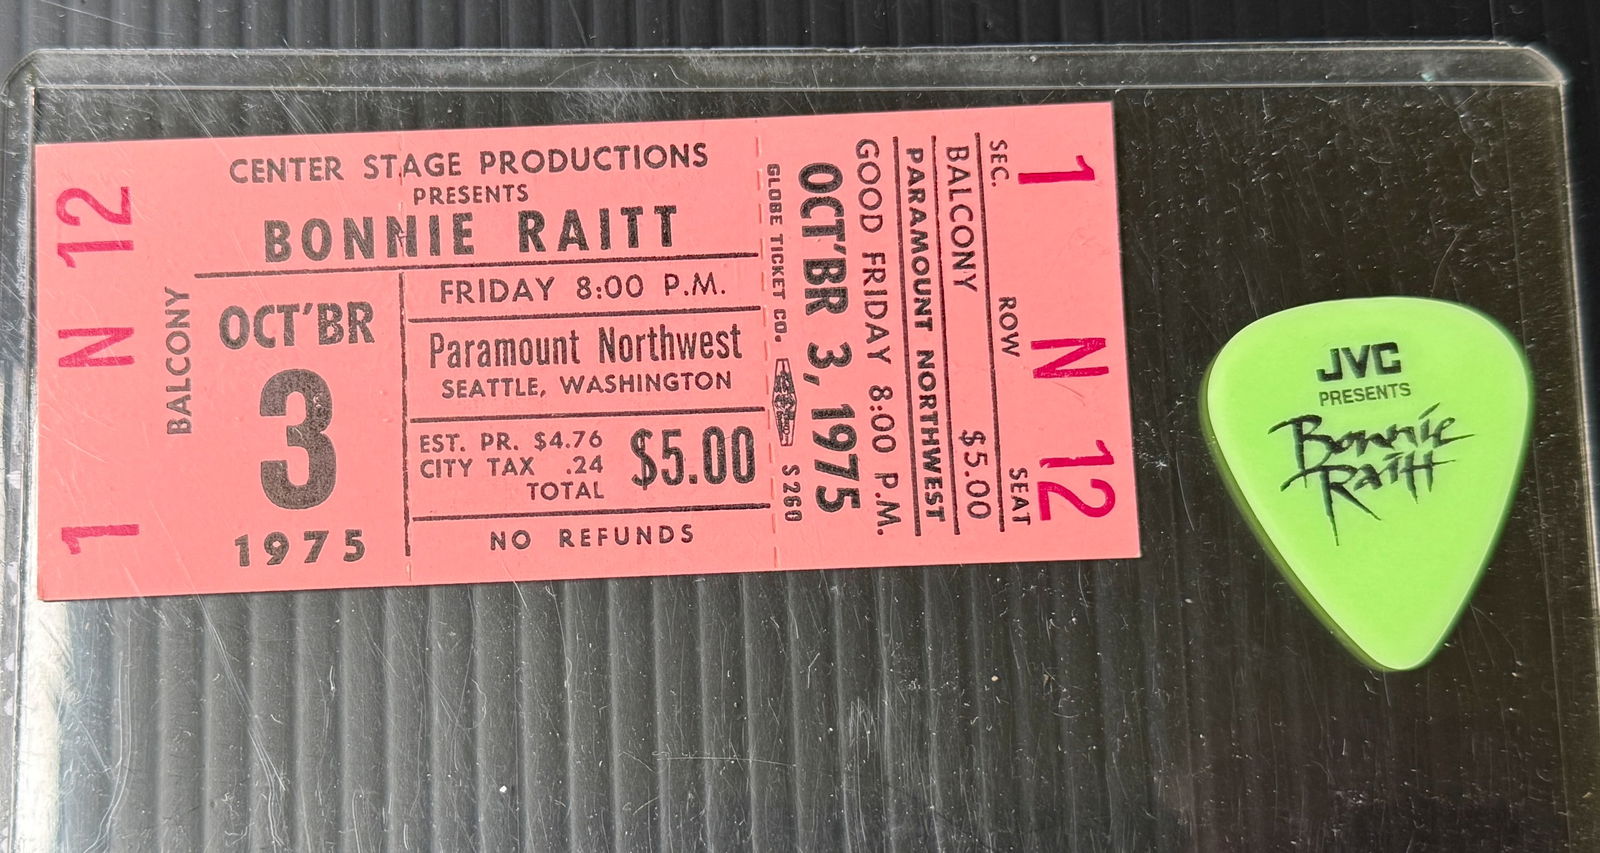 1 N 12
BALCONY
CENTER STAGE PRODUCTIONS
PRESENTS
BONNIE RAITT
OCT'BR
3
1975
FRIDAY 8:00 P.M.
Paramount Northwest
SEATTLE, WASHINGTON
EST. PR. $4.76
CITY TAX .24
TOTAL
$5.00
NO REFUNDS
GLOBE TICKET CO. S 260
OCT'BR 3, 1975
GOOD FRIDAY 8:00 P.M.
PARAMOUNT NORTHWEST
BALCONY $5.00
SEC. ROW SEAT
1 N 12
JVC
PRESENTS
Bonnie
Raitt